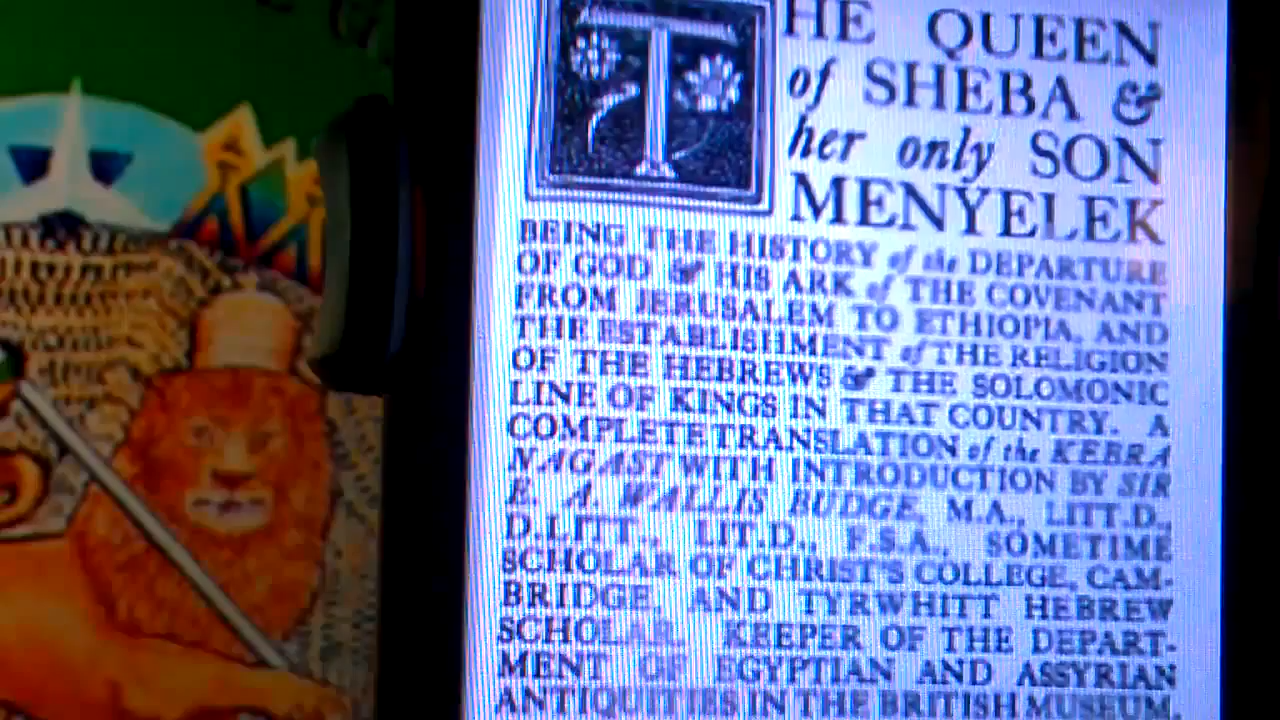 THE QUEEN
of SHEBA &
her only SON
MENYELEK
BEING THE HISTORY of the DEPARTURE
OF GOD & HIS ARK of THE COVENANT
FROM JERUSALEM TO ETHIOPIA, AND
THE ESTABLISHMENT of THE RELIGION
OF THE HEBREWS & THE SOLOMONIC
LINE OF KINGS IN THAT COUNTRY. A
COMPLETE TRANSLATION of the KEBRA
NAGAST WITH INTRODUCTION BY SIR
E. A. WALLIS BUDGE, M.A., LITT.D.,
D.LITT., LIT.D., F.S.A., SOMETIME
SCHOLAR OF CHRIST'S COLLEGE, CAM-
BRIDGE, AND TYRWHITT HEBREW
SCHOLAR, KEEPER OF THE DEPART-
MENT OF EGYPTIAN AND ASSYRIAN
ANTIQUITIES IN THE BRITISH MUSEUM.